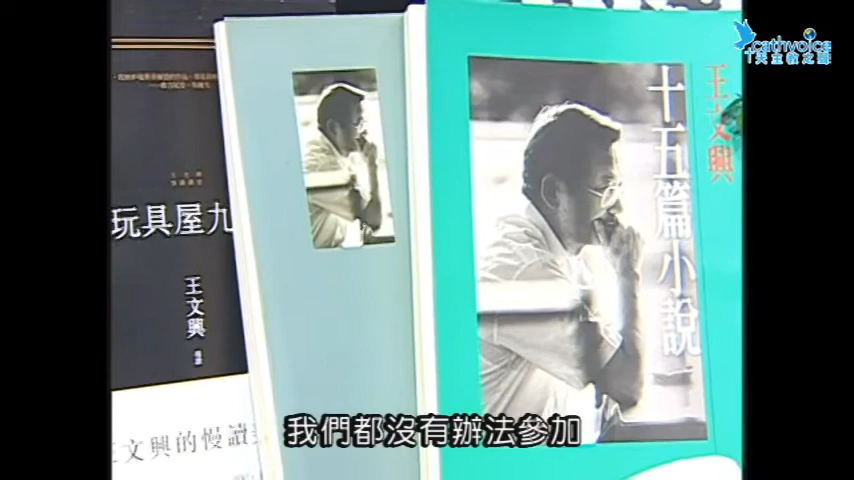 cathvoice
天主教之聲
王文興
十五篇小說
玩具屋九
王文興
王文興的慢讀
我們都沒有辦法參加